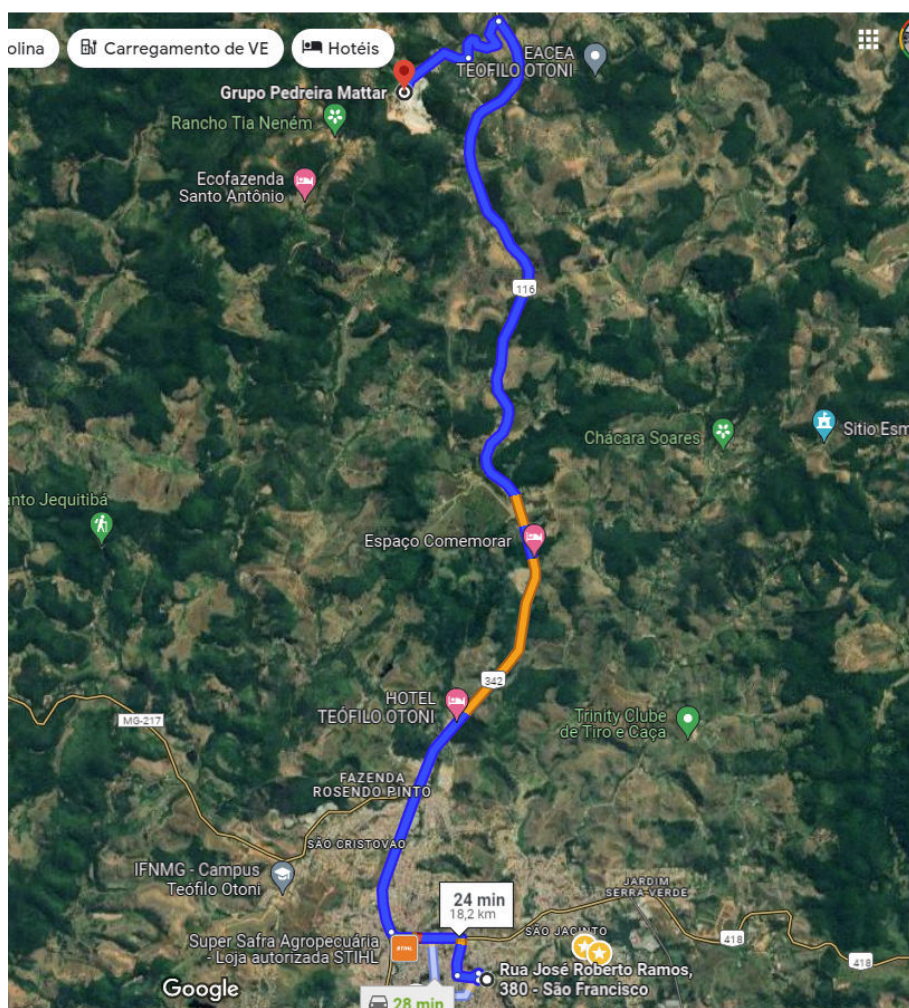 olina
Carregamento de VE
Hotéis
EACEA
TEOFILO OTONI
Grupo Pedreira Mattar
Rancho Tia Neném
Ecofazenda
Santo Antônio
116
Chácara Soares
Sitio Esm
anto Jequitibá
Espaço Comemorar
342
HOTEL
TEÓFILO OTONI
MG-217
Trinity Clube
de Tiro e Caça
FAZENDA
ROSENDO PINTO
SÃO CRISTOVÃO
IFNMG - Campus
Teófilo Otoni
24 min
18,2 km
JARDIM
SERRA VERDE
SÃO JACINTO
418
418
Super Safra Agropecuária
- Loja autorizada STIHL
STIHL
Rua José Roberto Ramos,
380 - São Francisco
Google
28 min